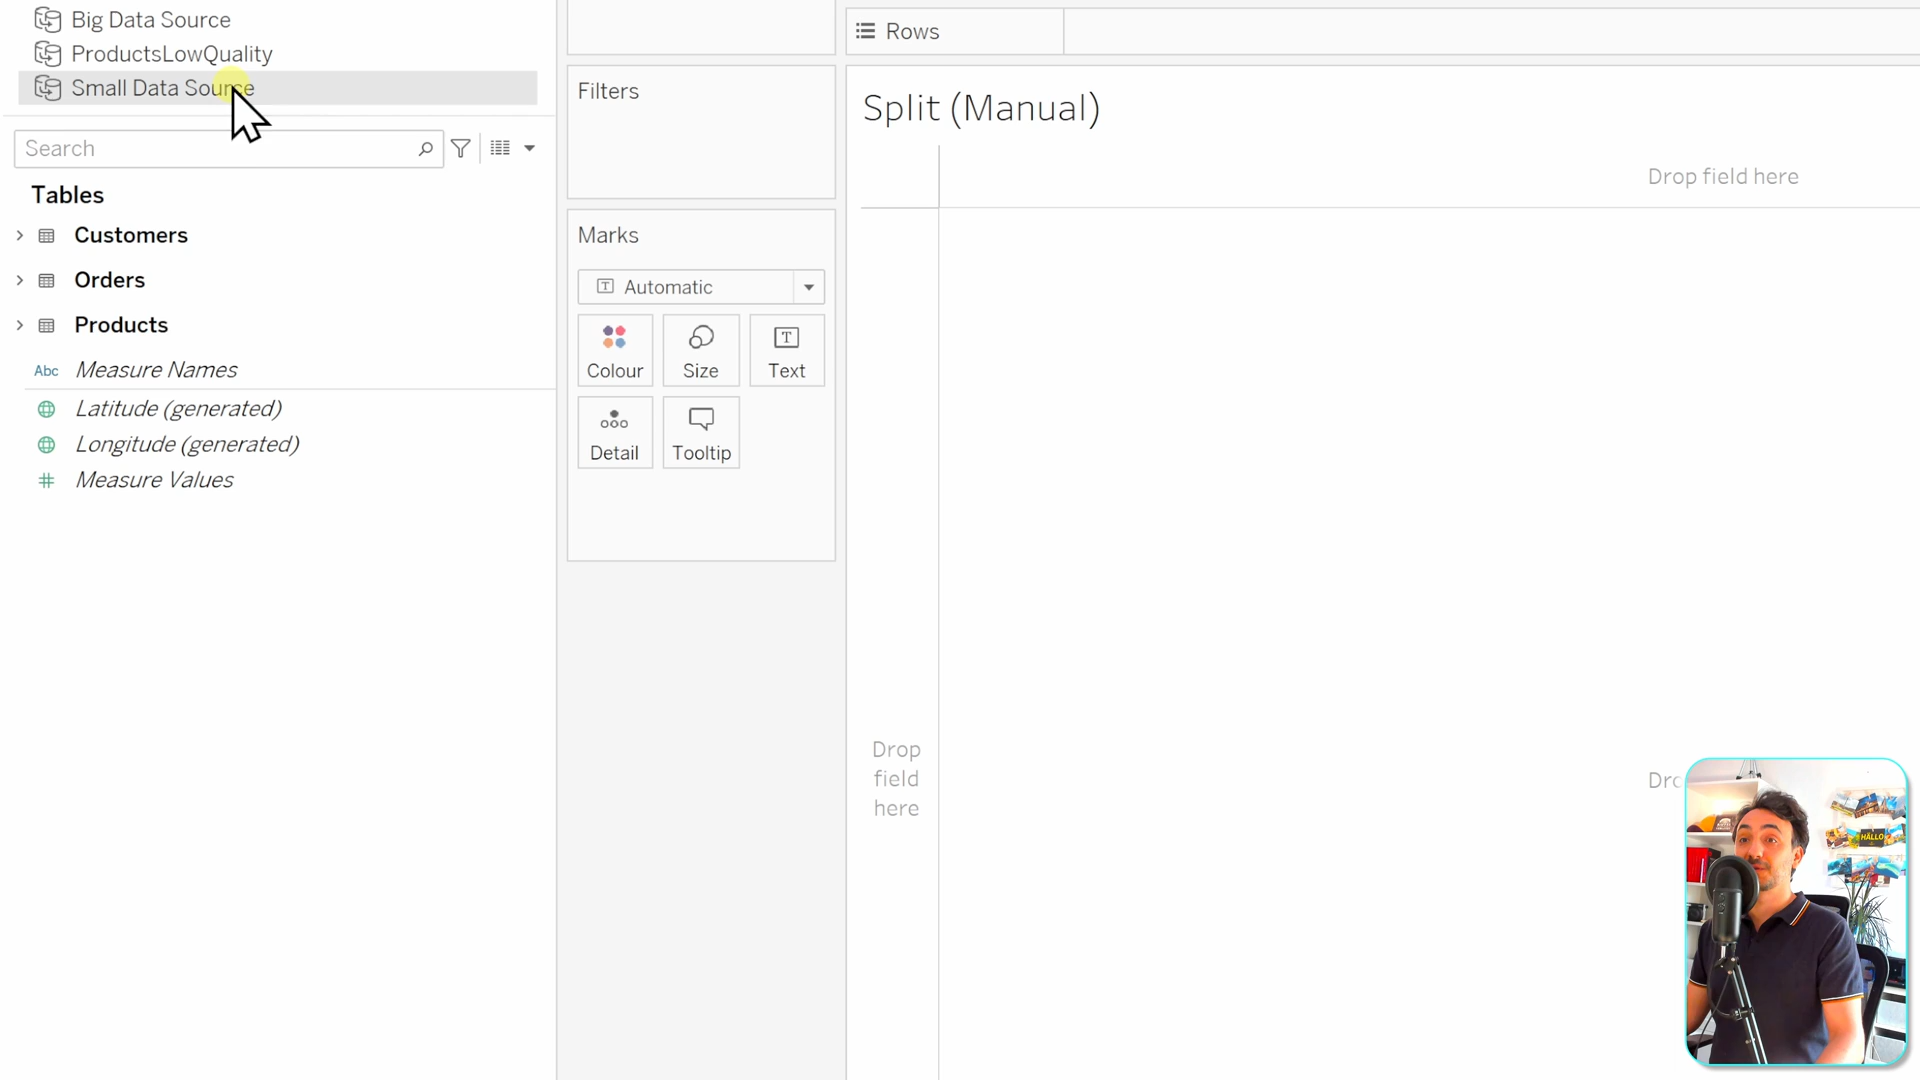 Big Data Source
ProductsLowQuality
Small Data Source
Search
Tables
Customers
Orders
Products
Abc Measure Names
Latitude (generated)
Longitude (generated)
Measure Values
Filters
Marks
Automatic
Colour
Size
Text
Detail
Tooltip
Rows
Split (Manual)
Drop field here
Drop
field
here
HALLO